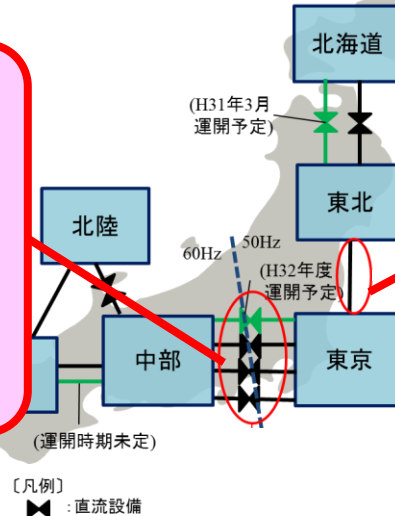 北海道
(H31年3月
運開予定)
東北
北陸
60Hz
50Hz
(H32年度
運開予定)
中部
東京
(運開時期未定)
〔凡例〕
：直流設備